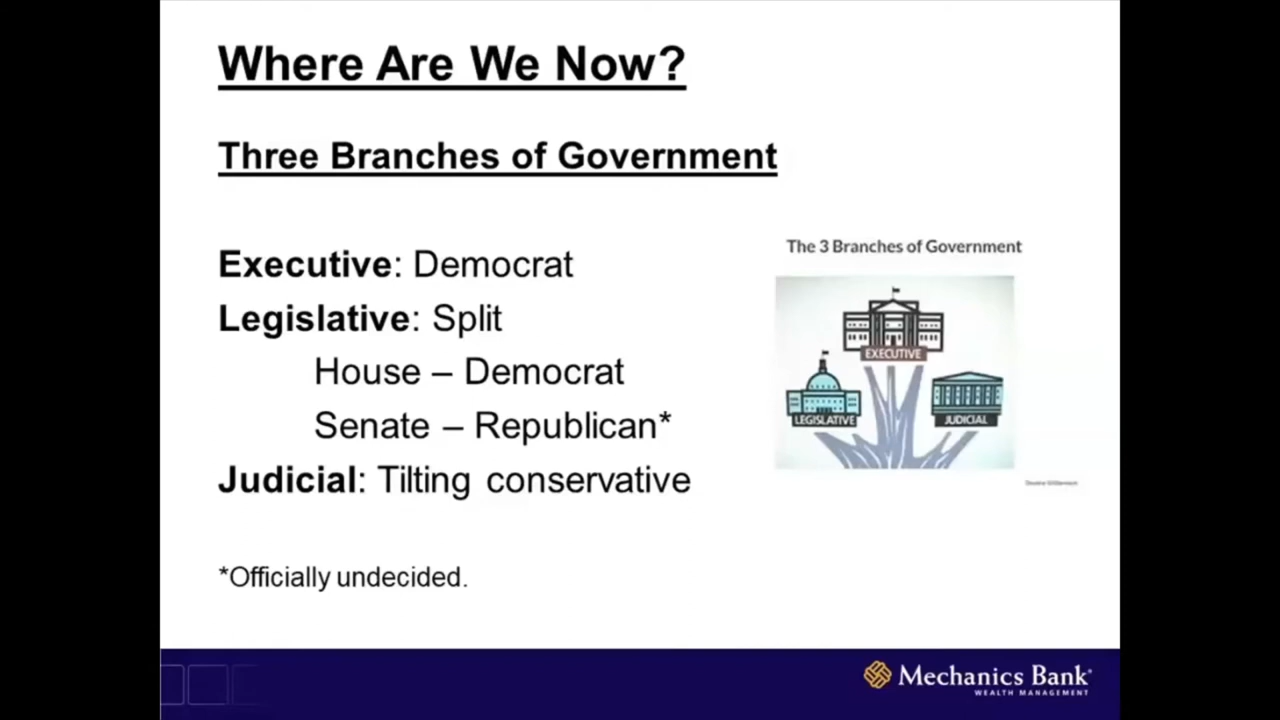 Where Are We Now?
Three Branches of Government
Executive: Democrat
Legislative: Split
House – Democrat
Senate – Republican*
Judicial: Tilting conservative
*Officially undecided.
The 3 Branches of Government
EXECUTIVE
LEGISLATIVE
JUDICIAL
Mechanics Bank
WEALTH MANAGEMENT